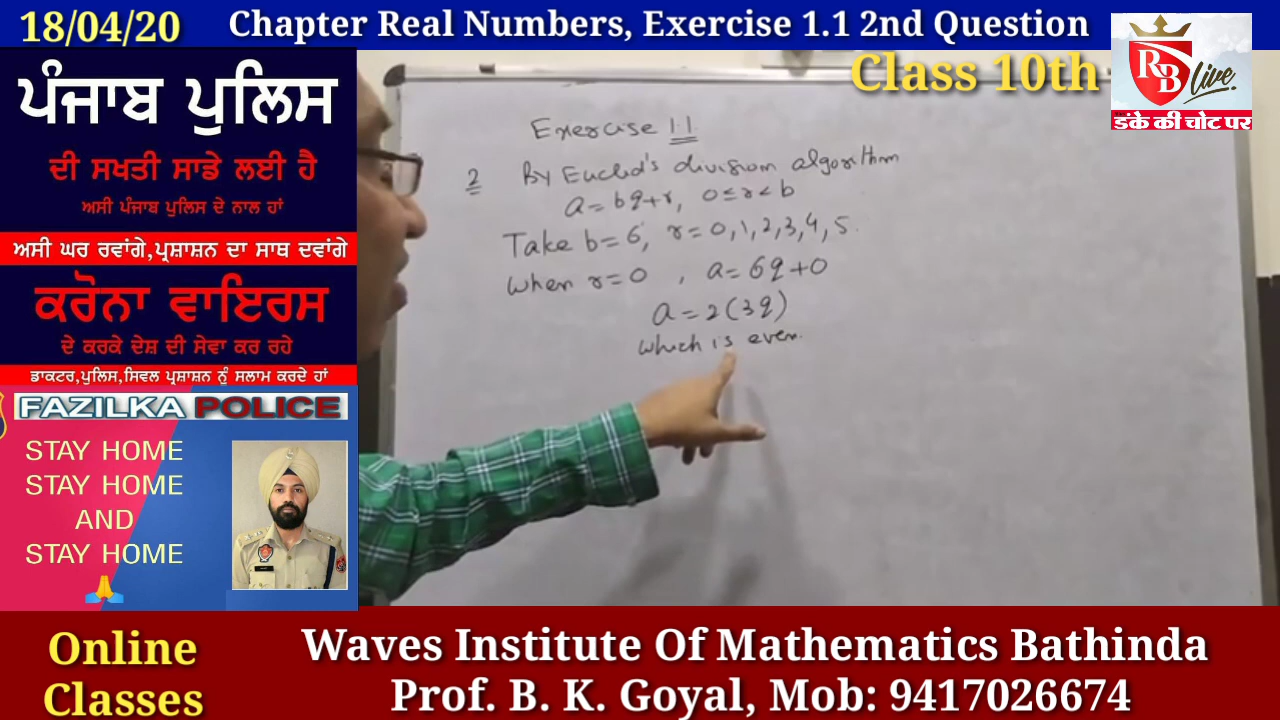 18/04/20
Chapter Real Numbers, Exercise 1.1 2nd Question
Class 10th
RB
Live.
डंके की चोट पर
ਪੰਜਾਬ ਪੁਲਿਸ
ਦੀ ਸਖਤੀ ਸਾਡੇ ਲਈ ਹੈ
ਅਸੀ ਪੰਜਾਬ ਪੁਲਿਸ ਦੇ ਨਾਲ ਹਾਂ
ਅਸੀ ਘਰ ਰਵਾਂਗੇ,ਪ੍ਰਸ਼ਾਸ਼ਨ ਦਾ ਸਾਥ ਦਵਾਂਗੇ
ਕਰੋਨਾ ਵਾਇਰਸ
ਦੇ ਕਰਕੇ ਦੇਸ਼ ਦੀ ਸੇਵਾ ਕਰ ਰਹੇ
ਡਾਕਟਰ,ਪੁਲਿਸ,ਸਿਵਲ ਪ੍ਰਸ਼ਾਸਨ ਨੂੰ ਸਲਾਮ ਕਰਦੇ ਹਾਂ
FAZILKA POLICE
STAY HOME
STAY HOME
AND
STAY HOME
Exercise 1.1
2 By Euclid's division algorithm
a = bq+r, 0≤r<b
Take b=6, r=0,1,2,3,4,5.
When r=0, a=6q+0
a=2(3q)
which is even.
Online
Classes
Waves Institute Of Mathematics Bathinda
Prof. B. K. Goyal, Mob: 9417026674